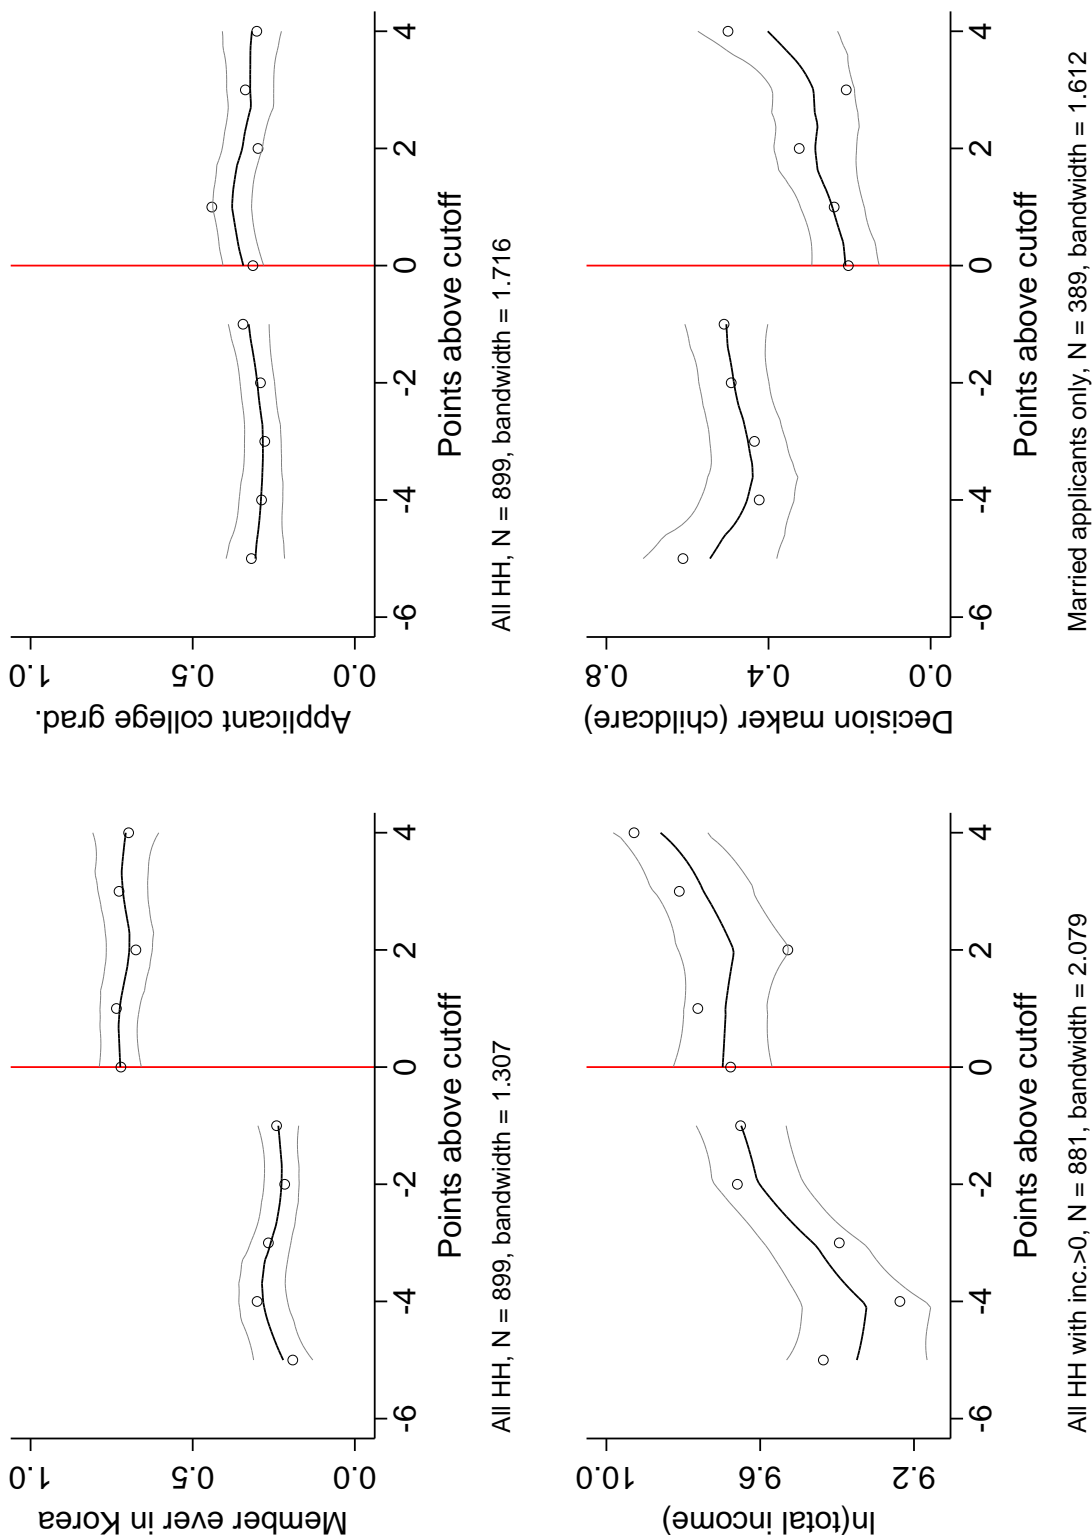 Member ever in Korea
1.0
0.5
0.0
-6 -4 -2 0 2 4
Points above cutoff
All HH, N = 899, bandwidth = 1.307
Applicant college grad.
1.0
0.5
0.0
-6 -4 -2 0 2 4
Points above cutoff
All HH, N = 899, bandwidth = 1.716
ln(total income)
10.0
9.6
9.2
-6 -4 -2 0 2 4
Points above cutoff
All HH with inc.>0, N = 881, bandwidth = 2.079
Decision maker (childcare)
0.8
0.4
0.0
-6 -4 -2 0 2 4
Points above cutoff
Married applicants only, N = 389, bandwidth = 1.612